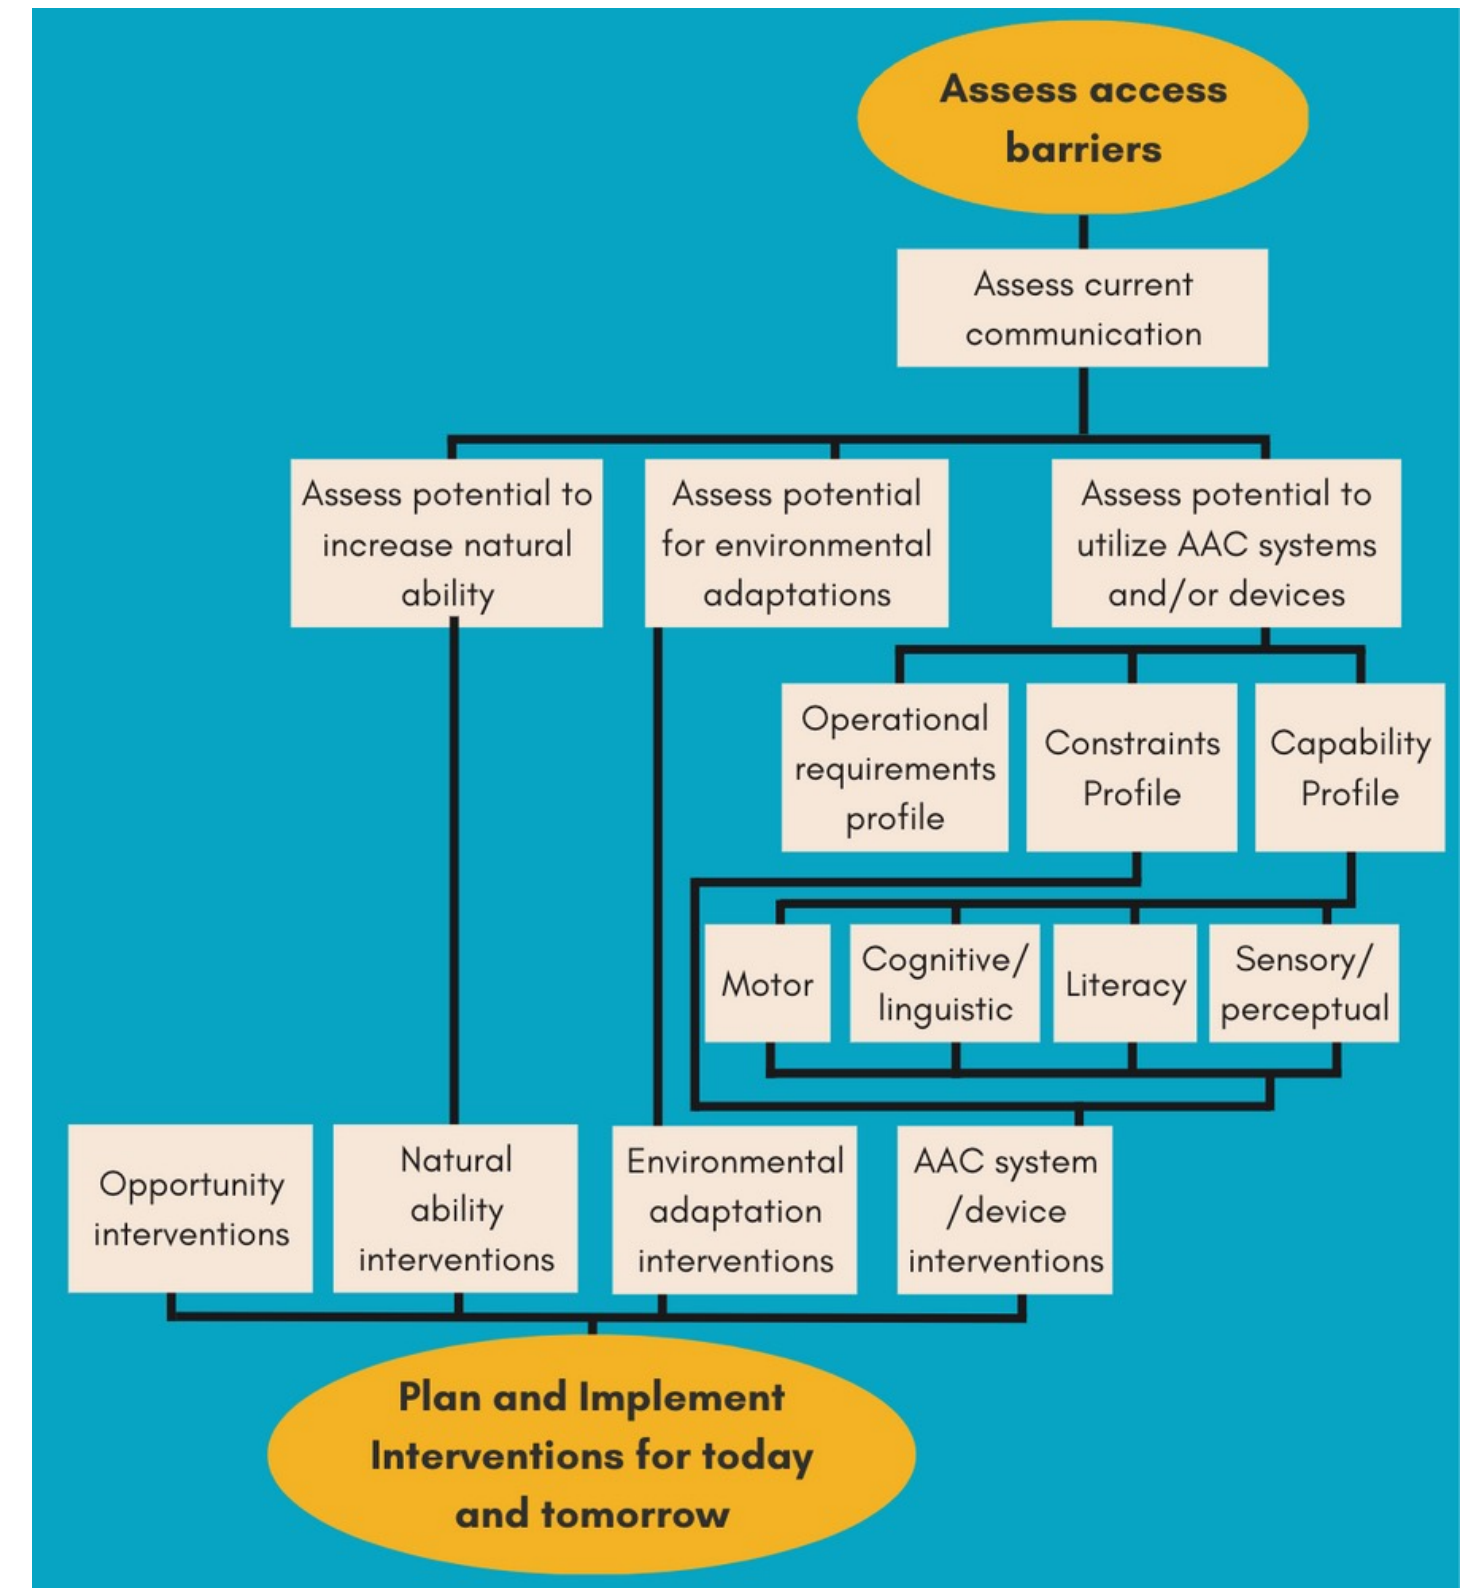 Assess access
barriers
Assess current
communication
Assess potential to
increase natural
ability
Assess potential
for environmental
adaptations
Assess potential to
utilize AAC systems
and/or devices
Operational
requirements
profile
Constraints
Profile
Capability
Profile
Motor
Cognitive/
linguistic
Literacy
Sensory/
perceptual
Opportunity
interventions
Natural
ability
interventions
Environmental
adaptation
interventions
AAC system
/device
interventions
Plan and Implement
Interventions for today
and tomorrow